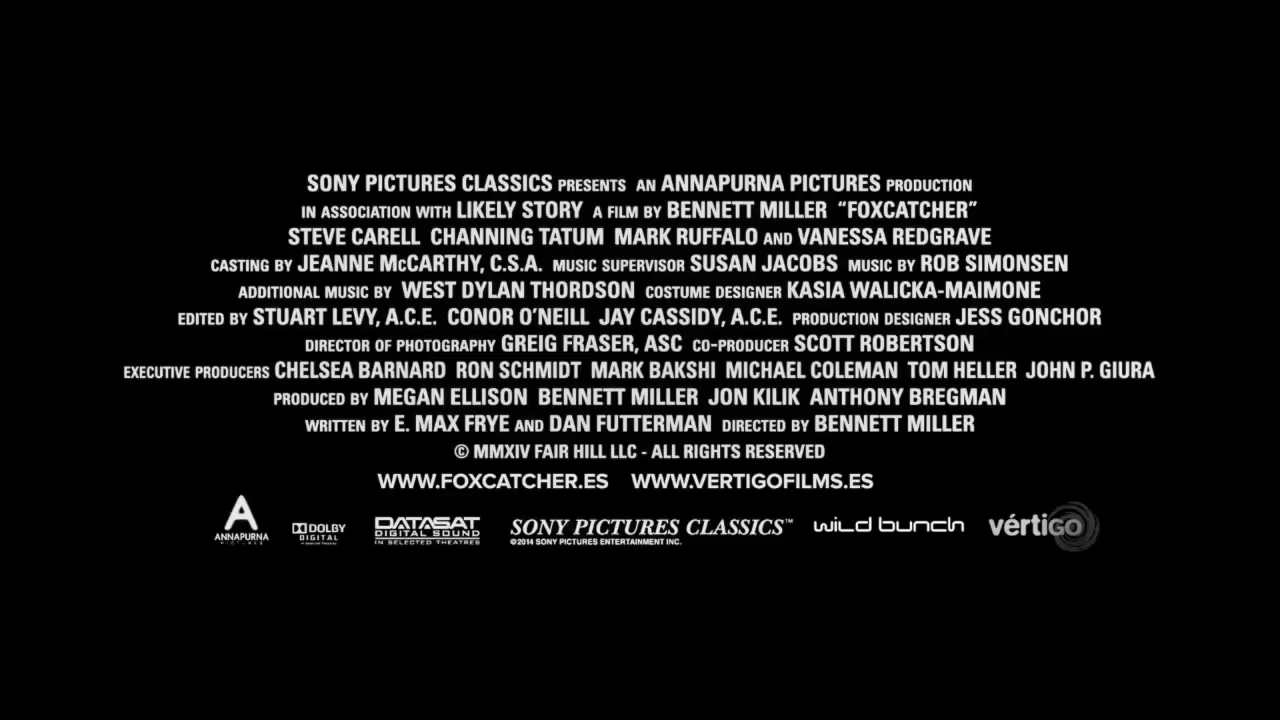 SONY PICTURES CLASSICS PRESENTS AN ANNAPURNA PICTURES PRODUCTION
IN ASSOCIATION WITH LIKELY STORY A FILM BY BENNETT MILLER “FOXCATCHER”
STEVE CARELL CHANNING TATUM MARK RUFFALO AND VANESSA REDGRAVE
CASTING BY JEANNE McCARTHY, C.S.A. MUSIC SUPERVISOR SUSAN JACOBS MUSIC BY ROB SIMONSEN
ADDITIONAL MUSIC BY WEST DYLAN THORDSON COSTUME DESIGNER KASIA WALICKA-MAIMONE
EDITED BY STUART LEVY, A.C.E. CONOR O’NEILL JAY CASSIDY, A.C.E. PRODUCTION DESIGNER JESS GONCHOR
DIRECTOR OF PHOTOGRAPHY GREIG FRASER, ASC CO-PRODUCER SCOTT ROBERTSON
EXECUTIVE PRODUCERS CHELSEA BARNARD RON SCHMIDT MARK BAKSHI MICHAEL COLEMAN TOM HELLER JOHN P. GIURA
PRODUCED BY MEGAN ELLISON BENNETT MILLER JON KILIK ANTHONY BREGMAN
WRITTEN BY E. MAX FRYE AND DAN FUTTERMAN DIRECTED BY BENNETT MILLER
© MMXIV FAIR HILL LLC - ALL RIGHTS RESERVED
WWW.FOXCATCHER.ES WWW.VERTIGOFILMS.ES
ANNAPURNA
PICTURES
DOLBY
DIGITAL
DATASAT
DIGITAL SOUND
IN SELECTED THEATRES
SONY PICTURES CLASSICS™
©2014 SONY PICTURES ENTERTAINMENT INC.
wild bunch
vértigo